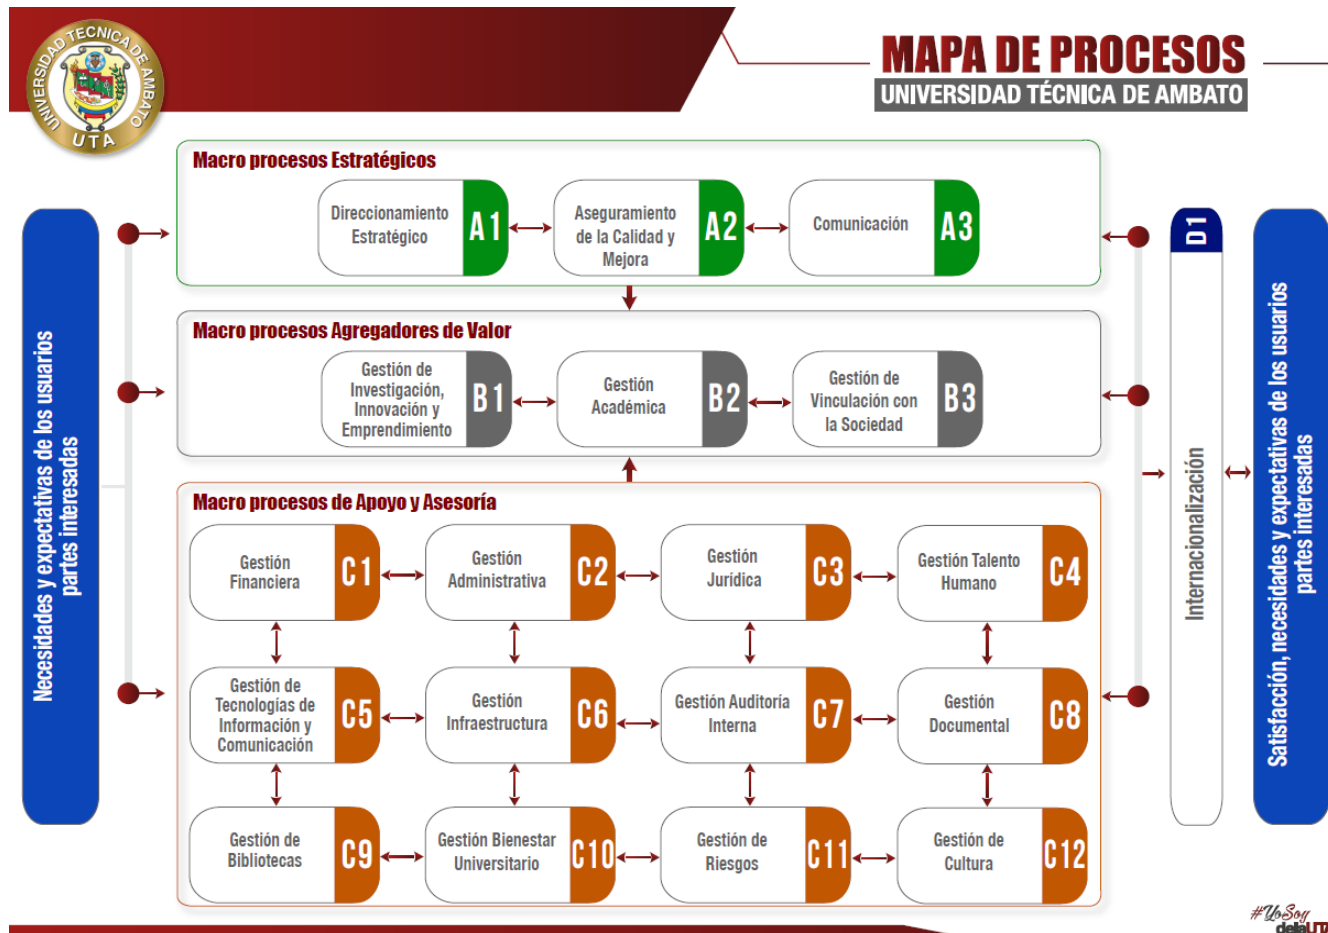 UNIVERSIDAD TÉCNICA DE AMBATO
UTA
MAPA DE PROCESOS
UNIVERSIDAD TÉCNICA DE AMBATO
Necesidades y expectativas de los usuarios
partes interesadas
Macro procesos Estratégicos
Direccionamiento
Estratégico
A1
Aseguramiento
de la Calidad y
Mejora
A2
Comunicación
A3
Macro procesos Agregadores de Valor
Gestión de
Investigación,
Innovación y
Emprendimiento
B1
Gestión
Académica
B2
Gestión de
Vinculación con
la Sociedad
B3
Macro procesos de Apoyo y Asesoría
Gestión
Financiera
C1
Gestión
Administrativa
C2
Gestión
Jurídica
C3
Gestión Talento
Humano
C4
Gestión de
Tecnologías de
Información y
Comunicación
C5
Gestión
Infraestructura
C6
Gestión Auditoría
Interna
C7
Gestión
Documental
C8
Gestión de
Bibliotecas
C9
Gestión Bienestar
Universitario
C10
Gestión de
Riesgos
C11
Gestión de
Cultura
C12
D1
Internacionalización
Satisfacción, necesidades y expectativas de los usuarios
partes interesadas
#YoSoy
delaUTA